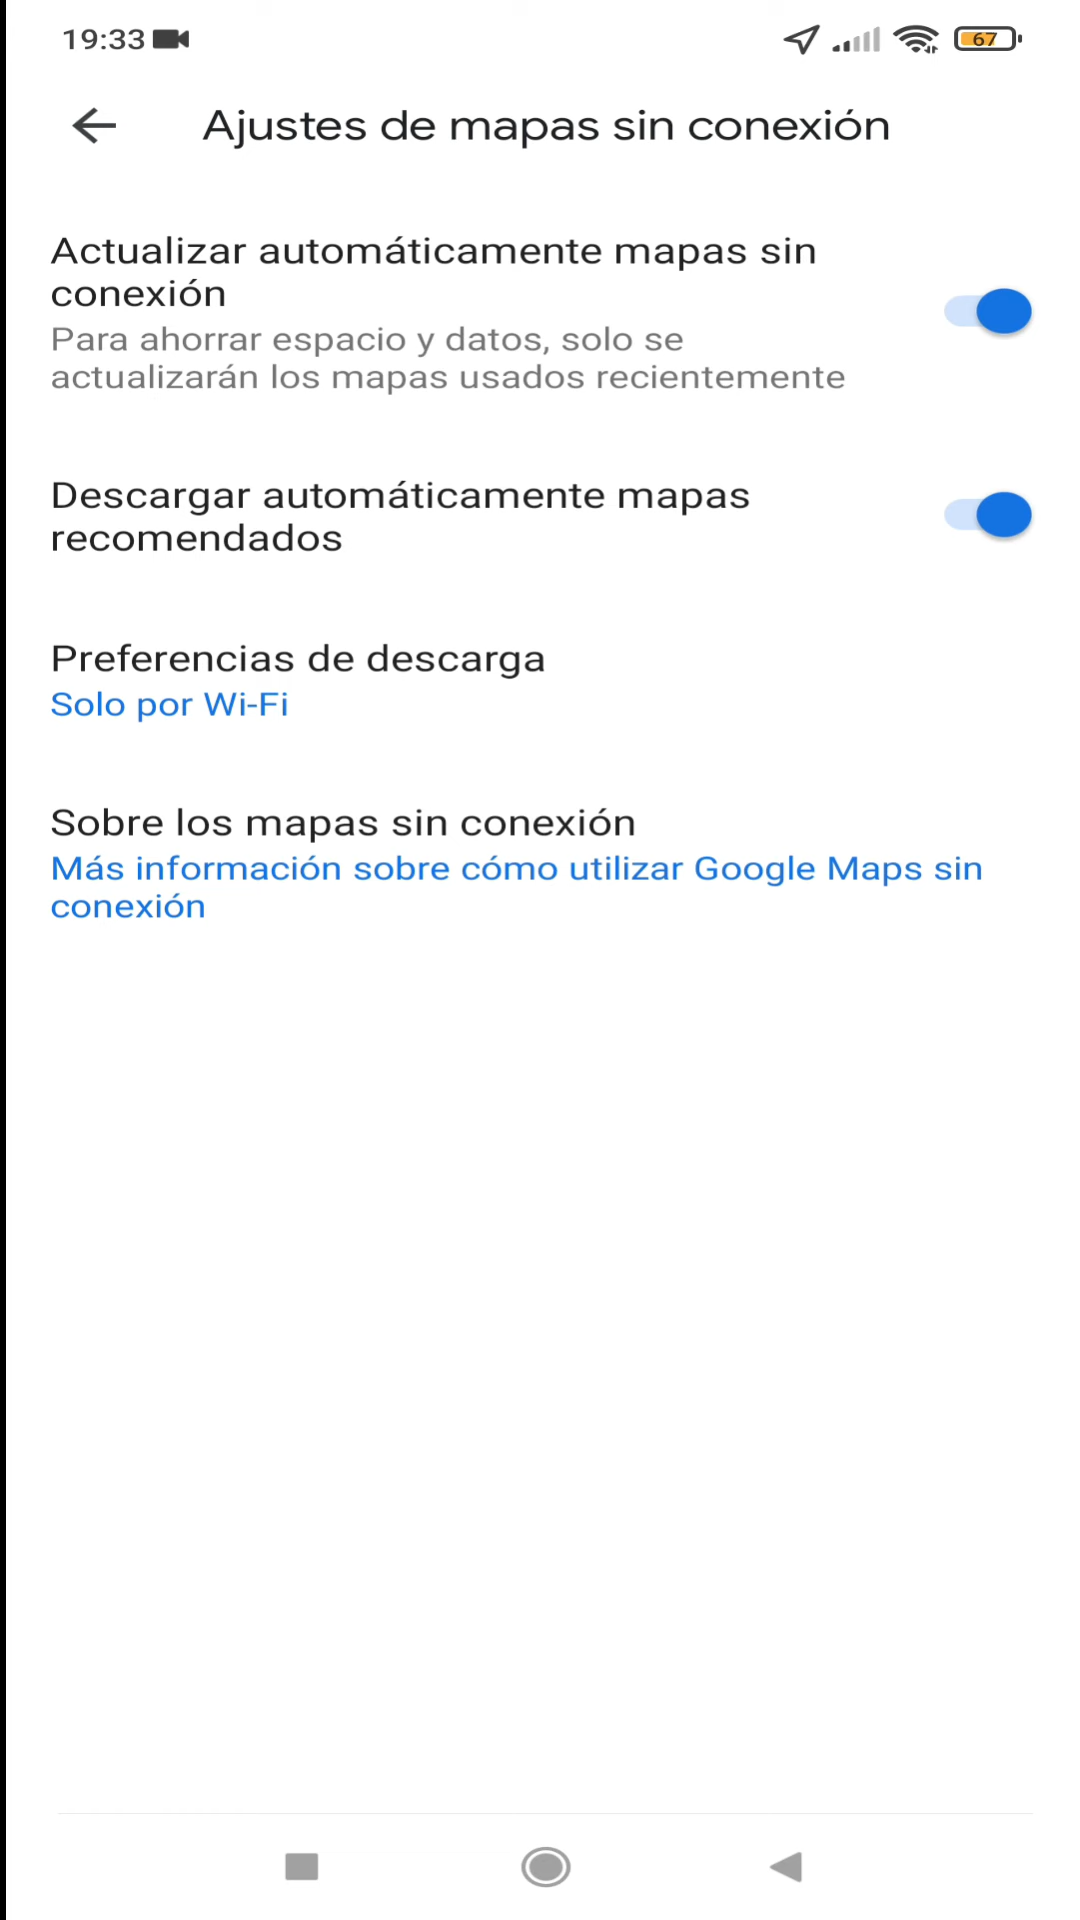 19:33
67
Ajustes de mapas sin conexión
Actualizar automáticamente mapas sin
conexión
Para ahorrar espacio y datos, solo se
actualizarán los mapas usados recientemente
Descargar automáticamente mapas
recomendados
Preferencias de descarga
Solo por Wi-Fi
Sobre los mapas sin conexión
Más información sobre cómo utilizar Google Maps sin
conexión